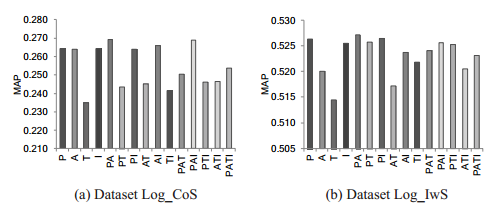 0.280
0.270
0.260
0.250
0.240
0.230
0.220
0.210
MAP
P A T I PA PT PI AT AI TI PAT PAI PTI ATI PATI
(a) Dataset Log_CoS
0.530
0.525
0.520
0.515
0.510
0.505
MAP
P A T I PA PT PI AT AI TI PAT PAI PTI ATI PATI
(b) Dataset Log_IwS